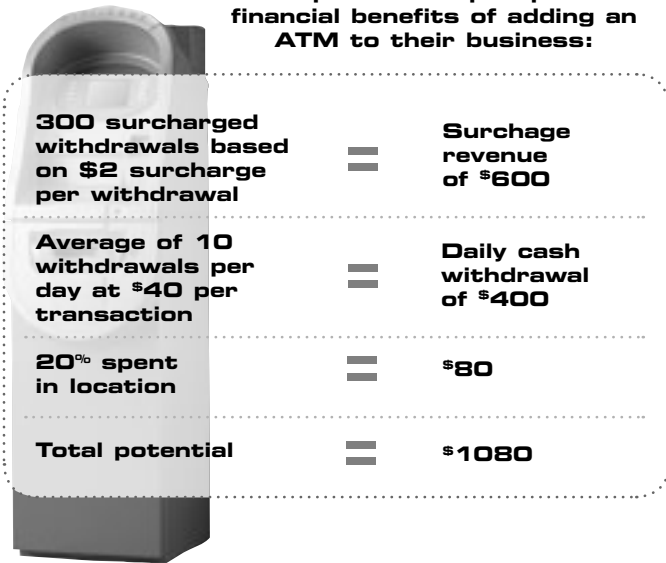 financial benefits of adding an
ATM to their business:
300 surcharged
withdrawals based
on $2 surcharge
per withdrawal
=
Surchage
revenue
of $600
Average of 10
withdrawals per
day at $40 per
transaction
=
Daily cash
withdrawal
of $400
20% spent
in location
=
$80
Total potential
=
$1080